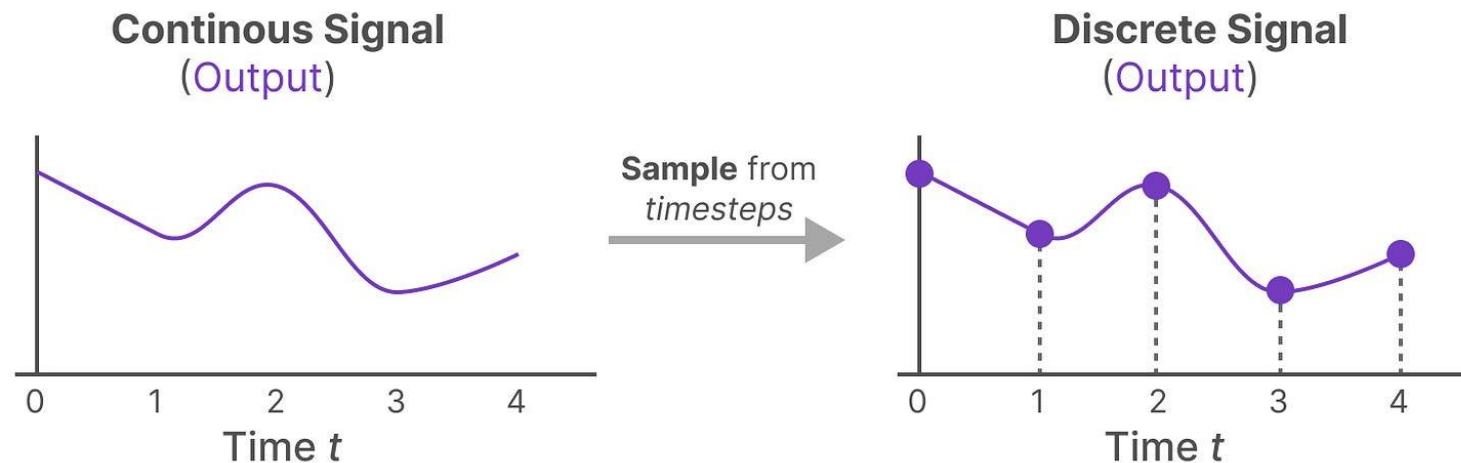 Continous Signal
(Output)
0 1 2 3 4
Time t
Sample from
timesteps
Discrete Signal
(Output)
0 1 2 3 4
Time t